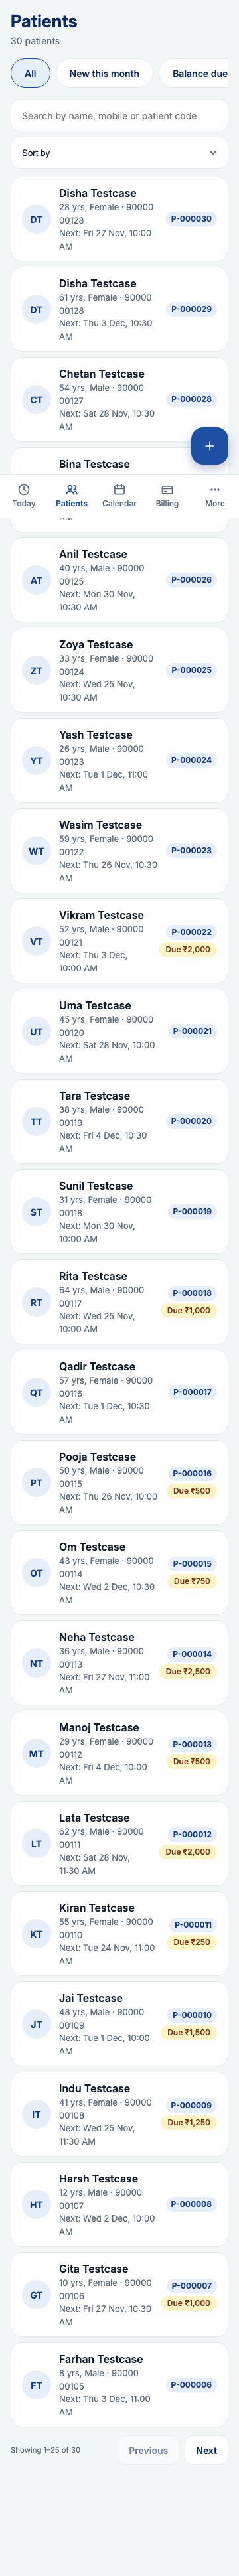 Patients
30 patients
All
New this month
Balance due
Search by name, mobile or patient code
Sort by
DT
Disha Testcase
28 yrs, Female · 90000
00128
Next: Fri 27 Nov, 10:00
AM
P-000030
DT
Disha Testcase
61 yrs, Female · 90000
00128
Next: Thu 3 Dec, 10:30
AM
P-000029
CT
Chetan Testcase
54 yrs, Male · 90000
00127
Next: Sat 28 Nov, 10:30
AM
P-000028
Bina Testcase
+
Today
Patients
Calendar
Billing
More
AT
Anil Testcase
40 yrs, Male · 90000
00125
Next: Mon 30 Nov,
10:30 AM
P-000026
ZT
Zoya Testcase
33 yrs, Female · 90000
00124
Next: Wed 25 Nov,
10:30 AM
P-000025
YT
Yash Testcase
26 yrs, Male · 90000
00123
Next: Tue 1 Dec, 11:00
AM
P-000024
WT
Wasim Testcase
59 yrs, Female · 90000
00122
Next: Thu 26 Nov, 10:30
AM
P-000023
VT
Vikram Testcase
52 yrs, Male · 90000
00121
Next: Thu 3 Dec,
10:00 AM
P-000022
Due ₹2,000
UT
Uma Testcase
45 yrs, Female · 90000
00120
Next: Sat 28 Nov, 10:00
AM
P-000021
TT
Tara Testcase
38 yrs, Male · 90000
00119
Next: Fri 4 Dec, 10:30
AM
P-000020
ST
Sunil Testcase
31 yrs, Female · 90000
00118
Next: Mon 30 Nov,
10:00 AM
P-000019
RT
Rita Testcase
64 yrs, Male · 90000
00117
Next: Wed 25 Nov,
10:00 AM
P-000018
Due ₹1,000
QT
Qadir Testcase
57 yrs, Female · 90000
00116
Next: Tue 1 Dec, 10:30
AM
P-000017
PT
Pooja Testcase
50 yrs, Male · 90000
00115
Next: Thu 26 Nov, 10:00
AM
P-000016
Due ₹500
OT
Om Testcase
43 yrs, Female · 90000
00114
Next: Wed 2 Dec, 10:30
AM
P-000015
Due ₹750
NT
Neha Testcase
36 yrs, Male · 90000
00113
Next: Fri 27 Nov, 11:00
AM
P-000014
Due ₹2,500
MT
Manoj Testcase
29 yrs, Female · 90000
00112
Next: Fri 4 Dec, 10:00
AM
P-000013
Due ₹500
LT
Lata Testcase
62 yrs, Male · 90000
00111
Next: Sat 28 Nov,
11:30 AM
P-000012
Due ₹2,000
KT
Kiran Testcase
55 yrs, Female · 90000
00110
Next: Tue 24 Nov, 11:00
AM
P-000011
Due ₹250
JT
Jai Testcase
48 yrs, Male · 90000
00109
Next: Tue 1 Dec, 10:00
AM
P-000010
Due ₹1,500
IT
Indu Testcase
41 yrs, Female · 90000
00108
Next: Wed 25 Nov,
11:30 AM
P-000009
Due ₹1,250
HT
Harsh Testcase
12 yrs, Male · 90000
00107
Next: Wed 2 Dec, 10:00
AM
P-000008
GT
Gita Testcase
10 yrs, Female · 90000
00106
Next: Fri 27 Nov, 10:30
AM
P-000007
Due ₹1,000
FT
Farhan Testcase
8 yrs, Male · 90000
00105
Next: Thu 3 Dec, 11:00
AM
P-000006
Showing 1–25 of 30
Previous
Next